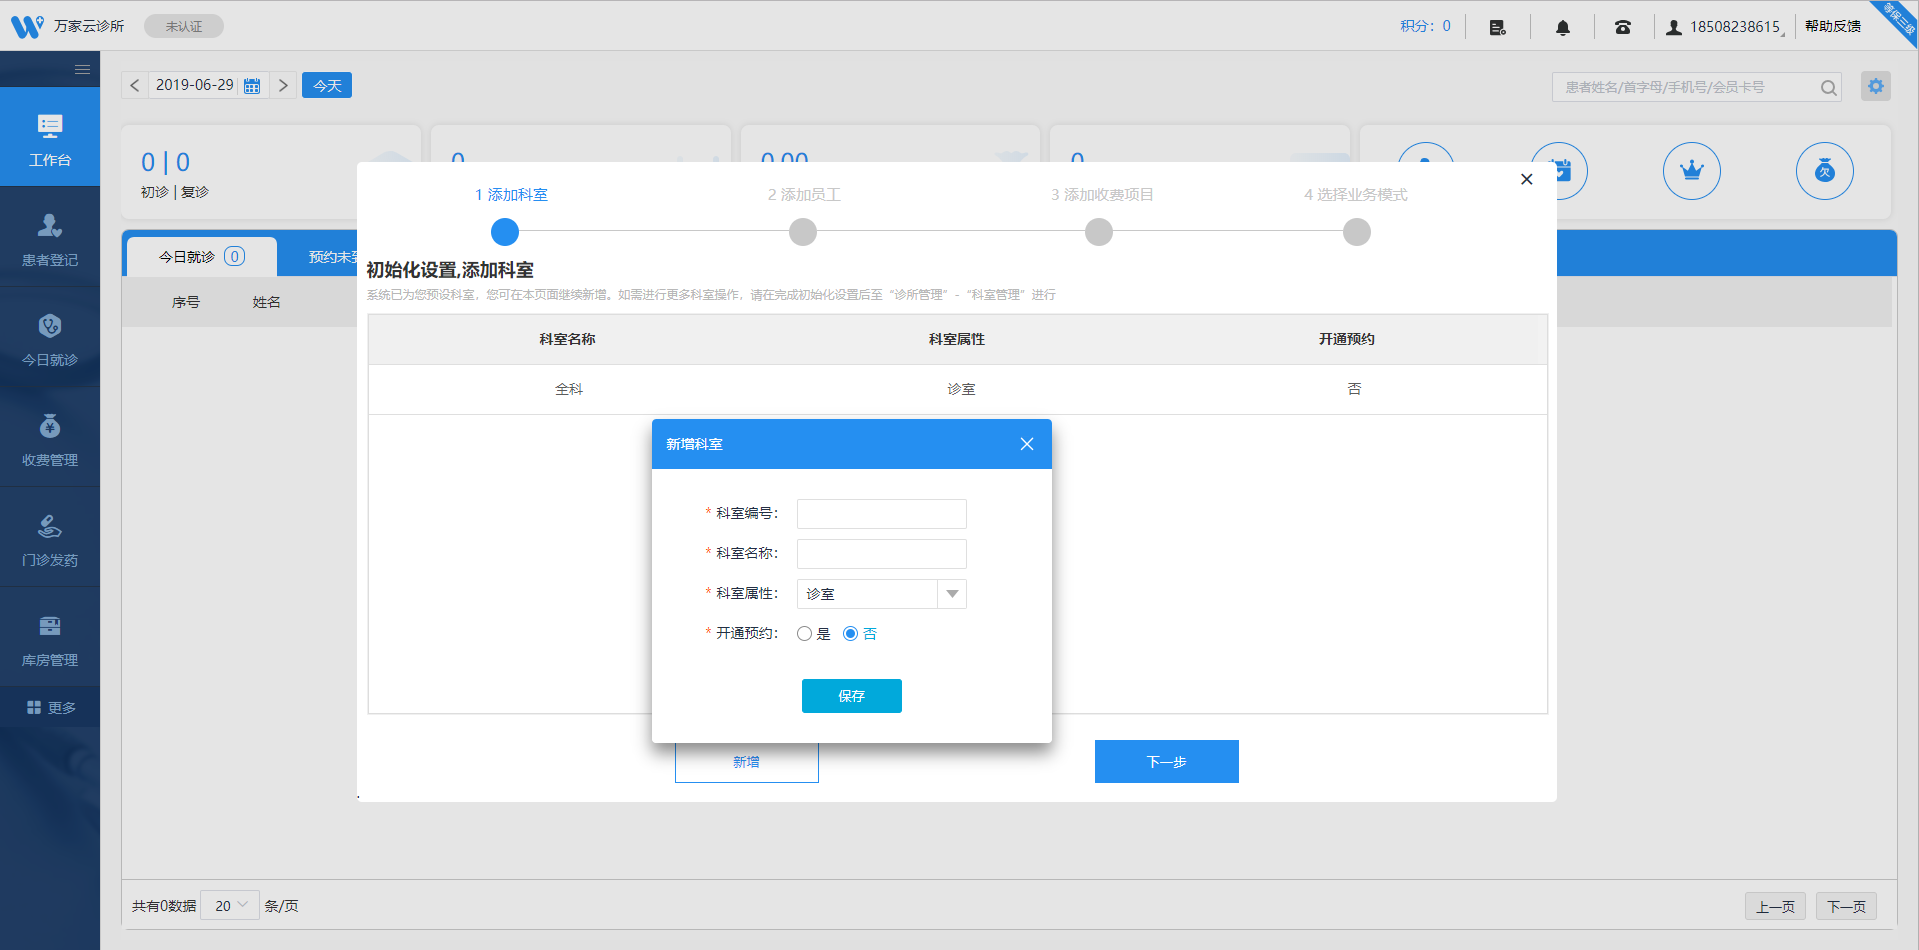 万家云诊所
未认证
积分：0
18508238615
帮助反馈
等保三级
2019-06-29
今天
患者姓名/首字母/手机号/会员卡号
工作台
患者登记
今日就诊
收费管理
门诊发药
库房管理
更多
0 | 0
初诊 | 复诊
0
0.00
0
欠
今日就诊 0
预约未到
序号
姓名
1 添加科室
2 添加员工
3 添加收费项目
4 选择业务模式
初始化设置,添加科室
系统已为您预设科室，您可在本页面继续新增。如需进行更多科室操作，请在完成初始化设置后至“诊所管理”-“科室管理”进行
科室名称
科室属性
开通预约
全科
诊室
否
新增科室
* 科室编号：
* 科室名称：
* 科室属性：
诊室
* 开通预约：
是
否
保存
新增
下一步
共有0数据
20
条/页
上一页
下一页